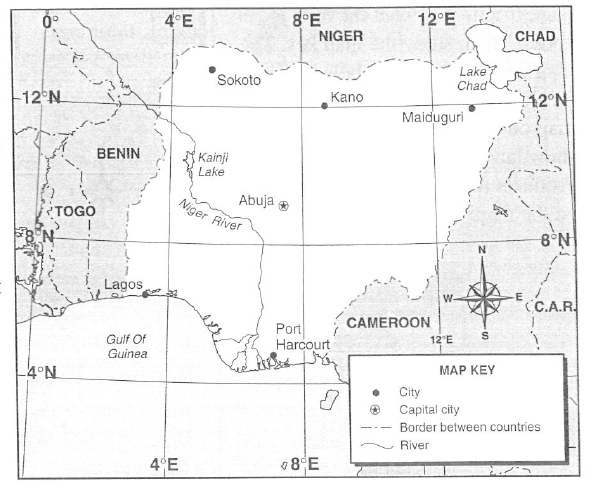 0°
4°E
8°E
12°E
NIGER
CHAD
Sokoto
Lake
Chad
12°N
Kano
12°N
Maiduguri
BENIN
Kainji
Lake
Abuja
TOGO
Niger River
8°N
8°N
N
Lagos
W
E
C.A.R.
S
Gulf Of
Guinea
Port
Harcourt
CAMEROON
12°E
4°N
MAP KEY
City
Capital city
Border between countries
River
4°E
8°E